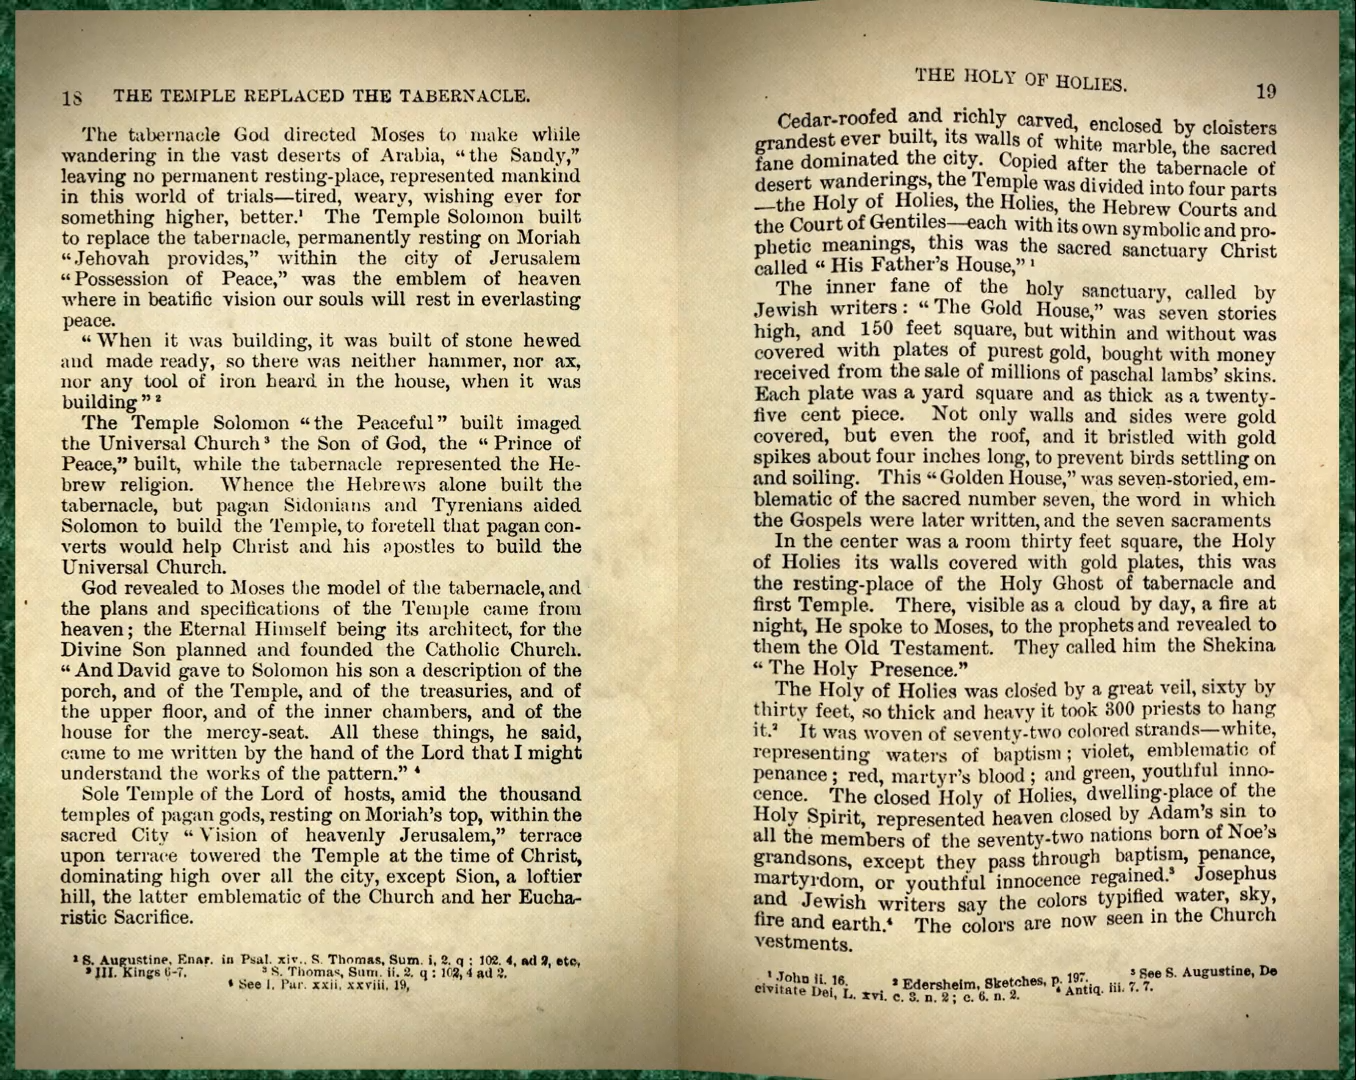 18 THE TEMPLE REPLACED THE TABERNACLE.
The tabernacle God directed Moses to make while
wandering in the vast deserts of Arabia, “the Sandy,”
leaving no permanent resting-place, represented mankind
in this world of trials—tired, weary, wishing ever for
something higher, better.¹ The Temple Solomon built
to replace the tabernacle, permanently resting on Moriah
“Jehovah provides,” within the city of Jerusalem
“Possession of Peace,” was the emblem of heaven
where in beatific vision our souls will rest in everlasting
peace.
“When it was building, it was built of stone hewed
and made ready, so there was neither hammer, nor ax,
nor any tool of iron heard in the house, when it was
building” ²
The Temple Solomon “the Peaceful” built imaged
the Universal Church ³ the Son of God, the “Prince of
Peace,” built, while the tabernacle represented the He-
brew religion. Whence the Hebrews alone built the
tabernacle, but pagan Sidonians and Tyrenians aided
Solomon to build the Temple, to foretell that pagan con-
verts would help Christ and his apostles to build the
Universal Church.
God revealed to Moses the model of the tabernacle, and
the plans and specifications of the Temple came from
heaven; the Eternal Himself being its architect, for the
Divine Son planned and founded the Catholic Church.
“And David gave to Solomon his son a description of the
porch, and of the Temple, and of the treasuries, and of
the upper floor, and of the inner chambers, and of the
house for the mercy-seat. All these things, he said,
came to me written by the hand of the Lord that I might
understand the works of the pattern.” ⁴
Sole Temple of the Lord of hosts, amid the thousand
temples of pagan gods, resting on Moriah’s top, within the
sacred City “Vision of heavenly Jerusalem,” terrace
upon terrace towered the Temple at the time of Christ,
dominating high over all the city, except Sion, a loftier
hill, the latter emblematic of the Church and her Eucha-
ristic Sacrifice.
¹ S. Augustine, Enar. in Psal. xiv.. S. Thomas, Sum. i, 2. q : 102, 4, ad 2, etc,
² III. Kings 6-7. ³ S. Thomas, Sum. ii. 2. q : 102, 4 ad 2.
⁴ See I. Par. xxii, xxviii. 19,
THE HOLY OF HOLIES. 19
Cedar-roofed and richly carved, enclosed by cloisters
grandest ever built, its walls of white marble, the sacred
fane dominated the city. Copied after the tabernacle of
desert wanderings, the Temple was divided into four parts
—the Holy of Holies, the Holies, the Hebrew Courts and
the Court of Gentiles—each with its own symbolic and pro-
phetic meanings, this was the sacred sanctuary Christ
called “His Father’s House,” ¹
The inner fane of the holy sanctuary, called by
Jewish writers: “The Gold House,” was seven stories
high, and 150 feet square, but within and without was
covered with plates of purest gold, bought with money
received from the sale of millions of paschal lambs’ skins.
Each plate was a yard square and as thick as a twenty-
five cent piece. Not only walls and sides were gold
covered, but even the roof, and it bristled with gold
spikes about four inches long, to prevent birds settling on
and soiling. This “Golden House,” was seven-storied, em-
blematic of the sacred number seven, the word in which
the Gospels were later written, and the seven sacraments
In the center was a room thirty feet square, the Holy
of Holies its walls covered with gold plates, this was
the resting-place of the Holy Ghost of tabernacle and
first Temple. There, visible as a cloud by day, a fire at
night, He spoke to Moses, to the prophets and revealed to
them the Old Testament. They called him the Shekina
“The Holy Presence.”
The Holy of Holies was closed by a great veil, sixty by
thirty feet, so thick and heavy it took 300 priests to hang
it.² It was woven of seventy-two colored strands—white,
representing waters of baptism; violet, emblematic of
penance; red, martyr’s blood; and green, youthful inno-
cence. The closed Holy of Holies, dwelling-place of the
Holy Spirit, represented heaven closed by Adam’s sin to
all the members of the seventy-two nations born of Noe’s
grandsons, except they pass through baptism, penance,
martyrdom, or youthful innocence regained.³ Josephus
and Jewish writers say the colors typified water, sky,
fire and earth.⁴ The colors are now seen in the Church
vestments.
¹ John ii. 16. ² Edersheim, Sketches, p. 197. ³ See S. Augustine, De
civitate Dei, L. xvi. c. 3. n. 2; c. 6. n. 2. ⁴ Antiq. iii. 7. 7.